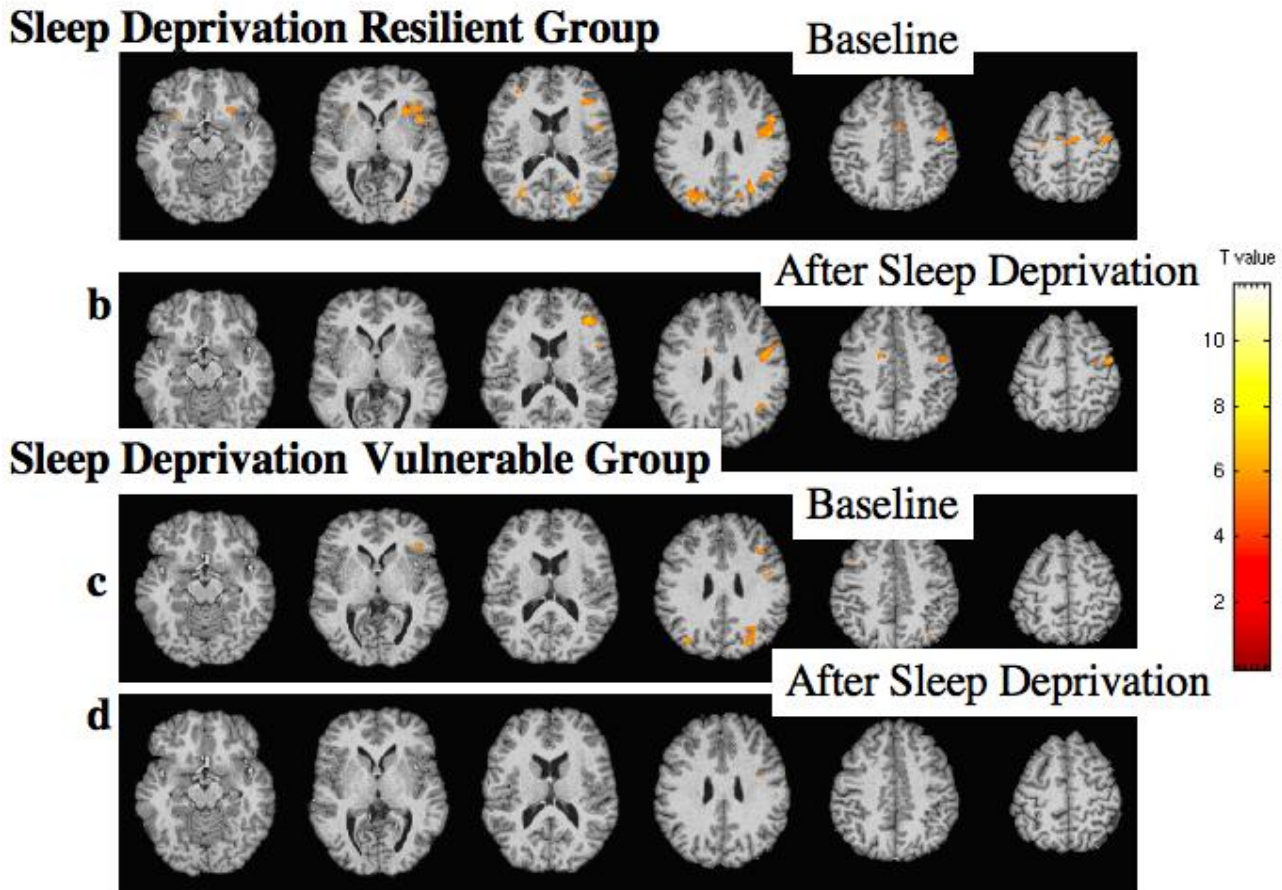 Sleep Deprivation Resilient Group
Baseline
After Sleep Deprivation
T value
b
10
8
6
4
2
Sleep Deprivation Vulnerable Group
Baseline
c
After Sleep Deprivation
d